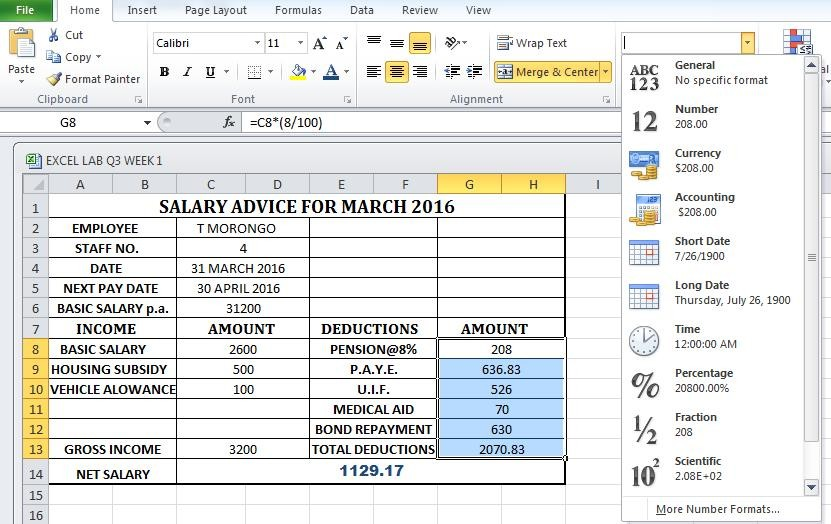 File Home Insert Page Layout Formulas Data Review View
Paste
Cut
Copy
Format Painter
Clipboard
Calibri 11 A A
B I U A
Font
Wrap Text
Merge & Center
Alignment
G8 fx =C8*(8/100)
EXCEL LAB Q3 WEEK 1
A B C D E F G H I
1 SALARY ADVICE FOR MARCH 2016
2 EMPLOYEE T MORONGO
3 STAFF NO. 4
4 DATE 31 MARCH 2016
5 NEXT PAY DATE 30 APRIL 2016
6 BASIC SALARY p.a. 31200
7 INCOME AMOUNT DEDUCTIONS AMOUNT
8 BASIC SALARY 2600 PENSION@8% 208
9 HOUSING SUBSIDY 500 P.A.Y.E. 636.83
10 VEHICLE ALOWANCE 100 U.I.F. 526
11 MEDICAL AID 70
12 BOND REPAYMENT 630
13 GROSS INCOME 3200 TOTAL DEDUCTIONS 2070.83
14 NET SALARY 1129.17
15
16
ABC
123
General
No specific format
12
Number
208.00
Currency
$208.00
Accounting
$208.00
Short Date
7/26/1900
Long Date
Thursday, July 26, 1900
Time
12:00:00 AM
%
Percentage
20800.00%
1/2
Fraction
208
10²
Scientific
2.08E+02
More Number Formats...